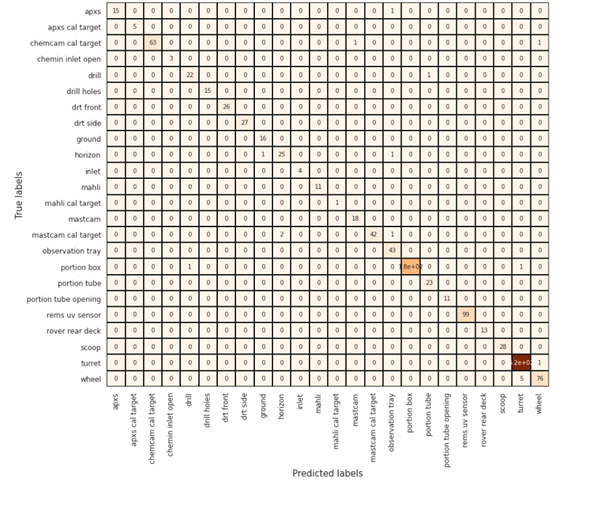 apxs 15 0 0 0 0 0 0 0 0 0 0 0 0 0 0 1 0 0 0 0 0 0 0 0
apxs cal target 0 5 0 0 0 0 0 0 0 0 0 0 0 0 0 0 0 0 0 0 0 0 0 0
chemcam cal target 0 0 63 0 0 0 0 0 0 0 0 0 0 1 0 0 0 0 0 0 0 0 0 1
chemin inlet open 0 0 0 3 0 0 0 0 0 0 0 0 0 0 0 0 0 0 0 0 0 0 0 0
drill 0 0 0 0 22 0 0 0 0 0 0 0 0 0 0 0 0 1 0 0 0 0 0 0
drill holes 0 0 0 0 0 15 0 0 0 0 0 0 0 0 0 0 0 0 0 0 0 0 0 0
drt front 0 0 0 0 0 0 26 0 0 0 0 0 0 0 0 0 0 0 0 0 0 0 0 0
drt side 0 0 0 0 0 0 0 27 0 0 0 0 0 0 0 0 0 0 0 0 0 0 0 0
ground 0 0 0 0 0 0 0 0 16 0 0 0 0 0 0 0 0 0 0 0 0 0 0 0
horizon 0 0 0 0 0 0 0 0 1 25 0 0 0 0 0 1 0 0 0 0 0 0 0 0
inlet 0 0 0 0 0 0 0 0 0 0 4 0 0 0 0 0 0 0 0 0 0 0 0 0
mahli 0 0 0 0 0 0 0 0 0 0 0 11 0 0 0 0 0 0 0 0 0 0 0 0
mahli cal target 0 0 0 0 0 0 0 0 0 0 0 0 1 0 0 0 0 0 0 0 0 0 0 0
mastcam 0 0 0 0 0 0 0 0 0 0 0 0 0 18 0 0 0 0 0 0 0 0 0 0
mastcam cal target 0 0 0 0 0 0 0 0 0 2 0 0 0 0 42 1 0 0 0 0 0 0 0 0
observation tray 0 0 0 0 0 0 0 0 0 0 0 0 0 0 0 43 0 0 0 0 0 0 0 0
portion box 0 0 0 0 1 0 0 0 0 0 0 0 0 0 0 0 0 0 0 0 0 1 0
portion tube 0 0 0 0 0 0 0 0 0 0 0 0 0 0 0 0 0 23 0 0 0 0 0 0
portion tube opening 0 0 0 0 0 0 0 0 0 0 0 0 0 0 0 0 0 0 11 0 0 0 0 0
rems uv sensor 0 0 0 0 0 0 0 0 0 0 0 0 0 0 0 0 0 0 0 99 0 0 0 0
rover rear deck 0 0 0 0 0 0 0 0 0 0 0 0 0 0 0 0 0 0 0 0 13 0 0 0
scoop 0 0 0 0 0 0 0 0 0 0 0 0 0 0 0 0 0 0 0 0 0 28 0 0
turret 0 0 0 0 0 0 0 0 0 0 0 0 0 0 0 0 0 0 0 0 0 0 1
wheel 0 0 0 0 0 0 0 0 0 0 0 0 0 0 0 0 0 0 0 0 0 0 5 76
True labels
apxs
apxs cal target
chemcam cal target
chemin inlet open
drill
drill holes
drt front
drt side
ground
horizon
inlet
mahli
mahli cal target
mastcam
mastcam cal target
observation tray
portion box
portion tube
portion tube opening
rems uv sensor
rover rear deck
scoop
turret
wheel
Predicted labels